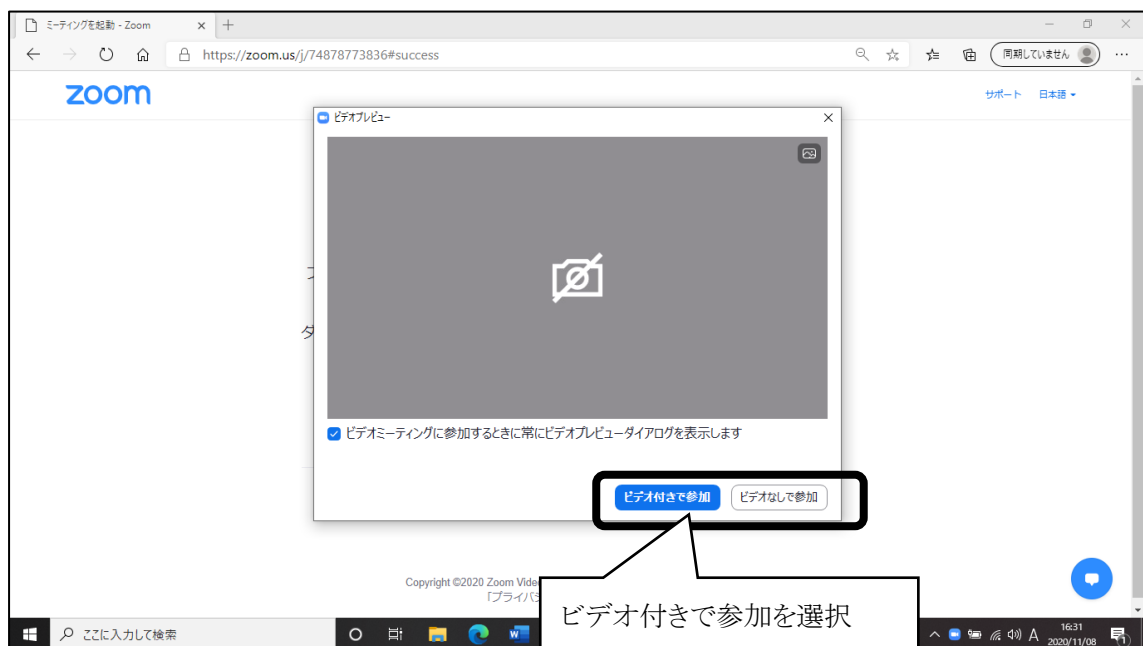 ミーティングを起動 - Zoom
https://zoom.us/j/74878773836#success
同期していません
zoom
サポート 日本語
ビデオプレビュー
ビデオミーティングに参加するときに常にビデオプレビューダイアログを表示します
ビデオ付きで参加 ビデオなしで参加
Copyright ©2020 Zoom
「プライバシ
ビデオ付きで参加を選択
ここに入力して検索
A
16:31
2020/11/08